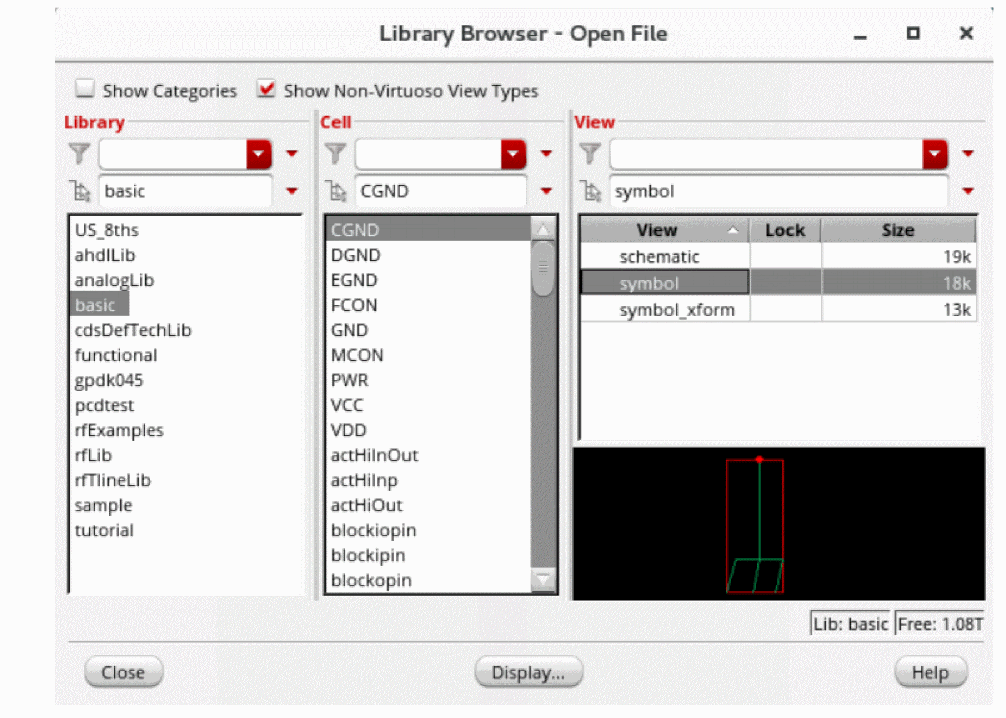 Library Browser - Open File
Show Categories Show Non-Virtuoso View Types
Library
basic
US_8ths
ahdlLib
analogLib
basic
cdsDefTechLib
functional
gpdk045
pcdtest
rfExamples
rfLib
rfTlineLib
sample
tutorial
Cell
CGND
CGND
DGND
EGND
FCON
GND
MCON
PWR
VCC
VDD
actHiInOut
actHiInp
actHiOut
blockiopin
blockipin
blockopin
View
symbol
View Lock Size
schematic 19k
symbol 18k
symbol_xform 13k
Lib: basic Free: 1.08T
Close Display... Help